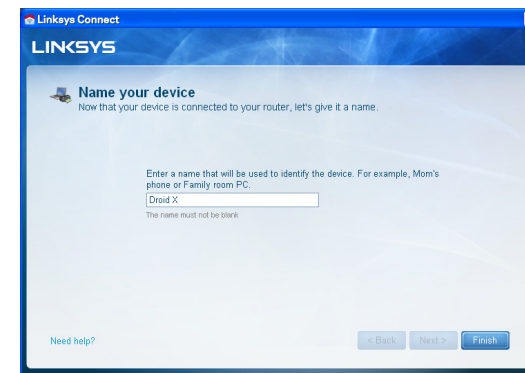 Linksys Connect
LINKSYS
Name your device
Now that your device is connected to your router, let's give it a name.
Enter a name that will be used to identify the device. For example, Mom's
phone or Family room PC.
Droid X
The name must not be blank
Need help?
< Back Next > Finish